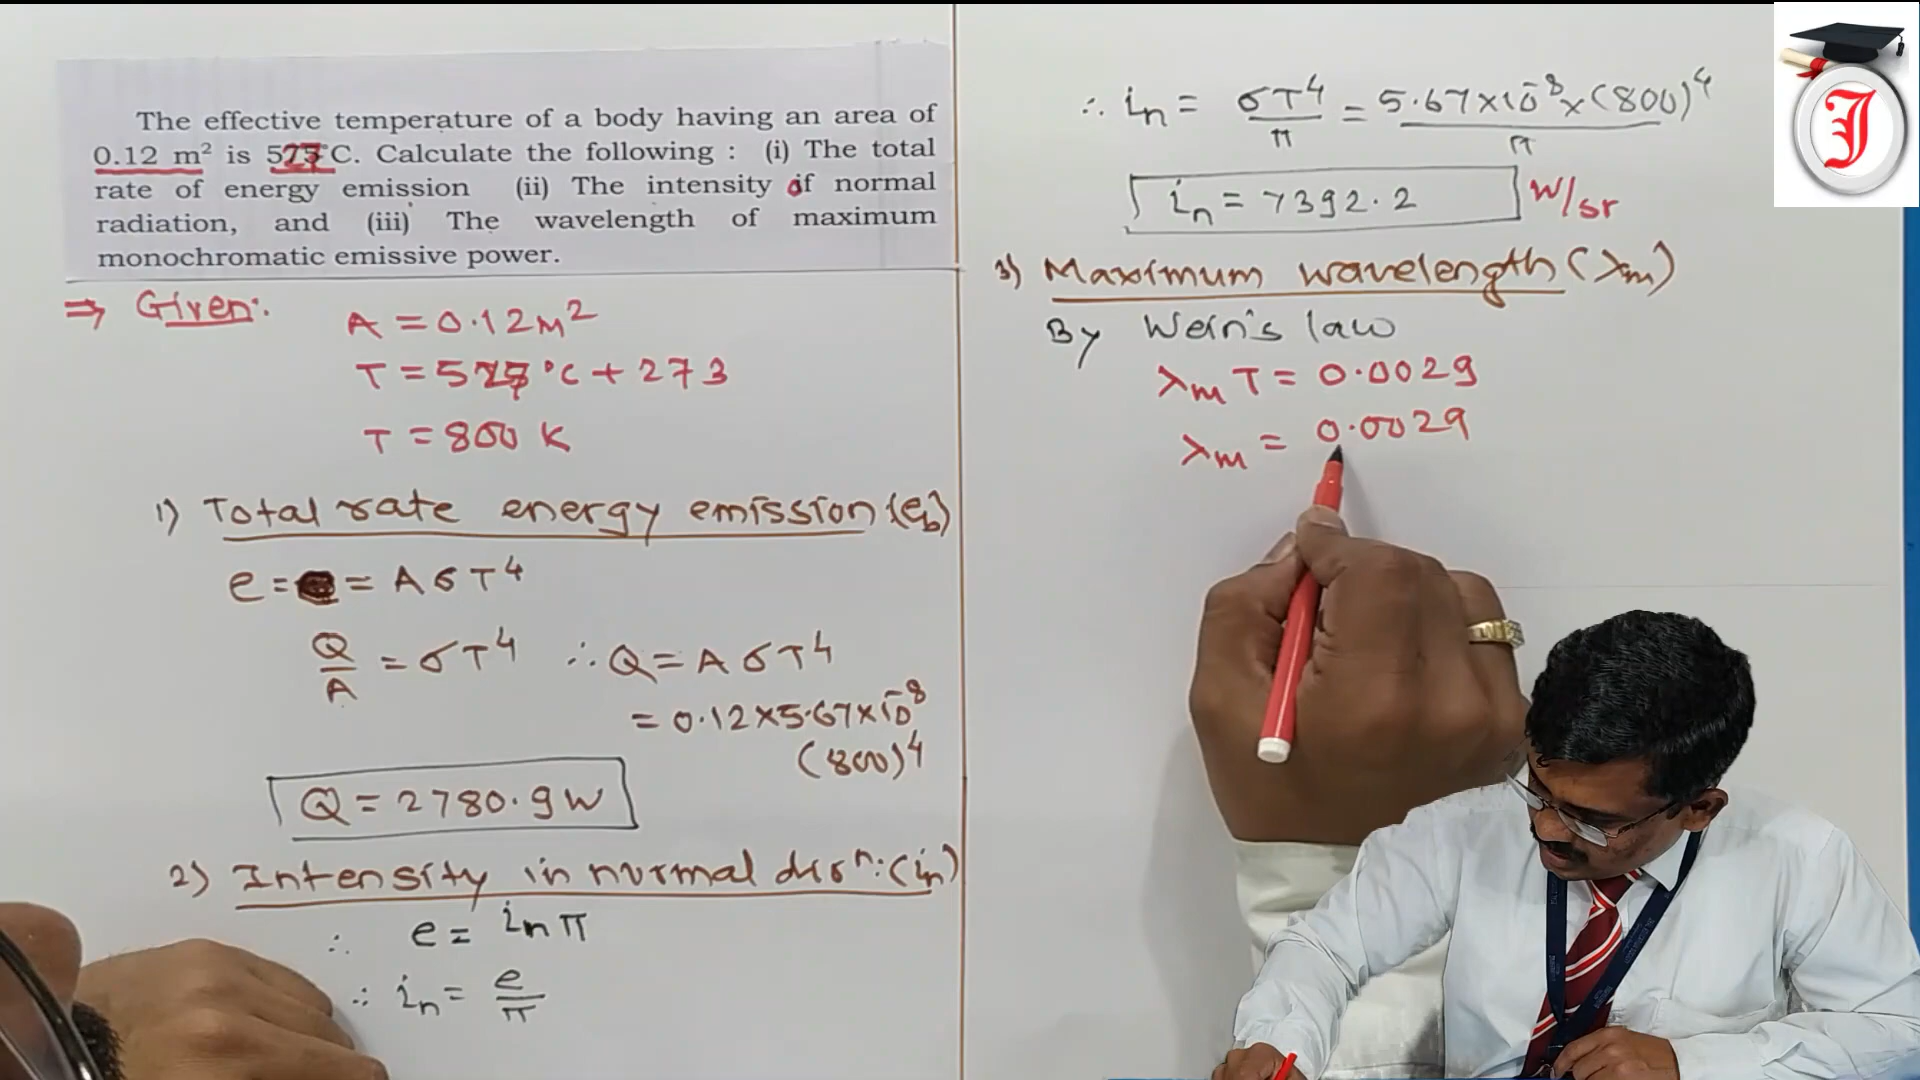 The effective temperature of a body having an area of
0.12 m² is 527°C. Calculate the following : (i) The total
rate of energy emission (ii) The intensity of normal
radiation, and (iii) The wavelength of maximum
monochromatic emissive power.
⇒ Given:
A = 0.12 m²
T = 527°C + 273
T = 800 K
1) Total rate energy emission (eb)
e = = A σ T⁴
Q/A = σT⁴ ∴ Q = A σT⁴
= 0.12 × 5.67 × 10⁻⁸
(800)⁴
Q = 2780.9 W
2) Intensity in normal dirⁿ: (in)
∴ e = in π
∴ in = e/π
∴ in = σT⁴/π = 5.67×10⁻⁸×(800)⁴/π
in = 7392.2 W/sr
3) Maximum wavelength (λm)
By Wein's law
λm T = 0.0029
λm = 0.0029
J